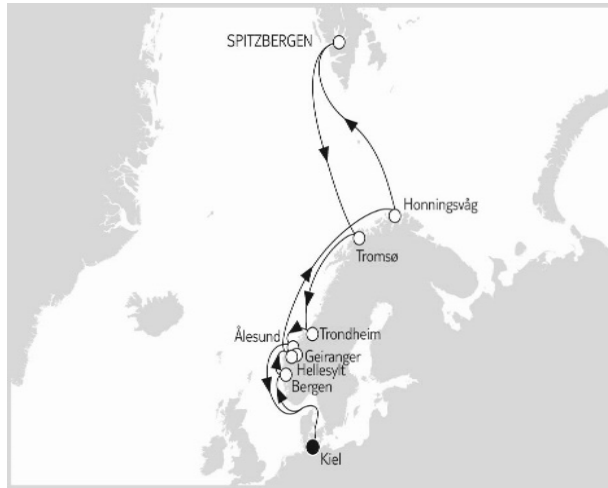 SPITZBERGEN
Honningsvåg
Tromsø
Trondheim
Ålesund
Geiranger
Hellesylt
Bergen
Kiel